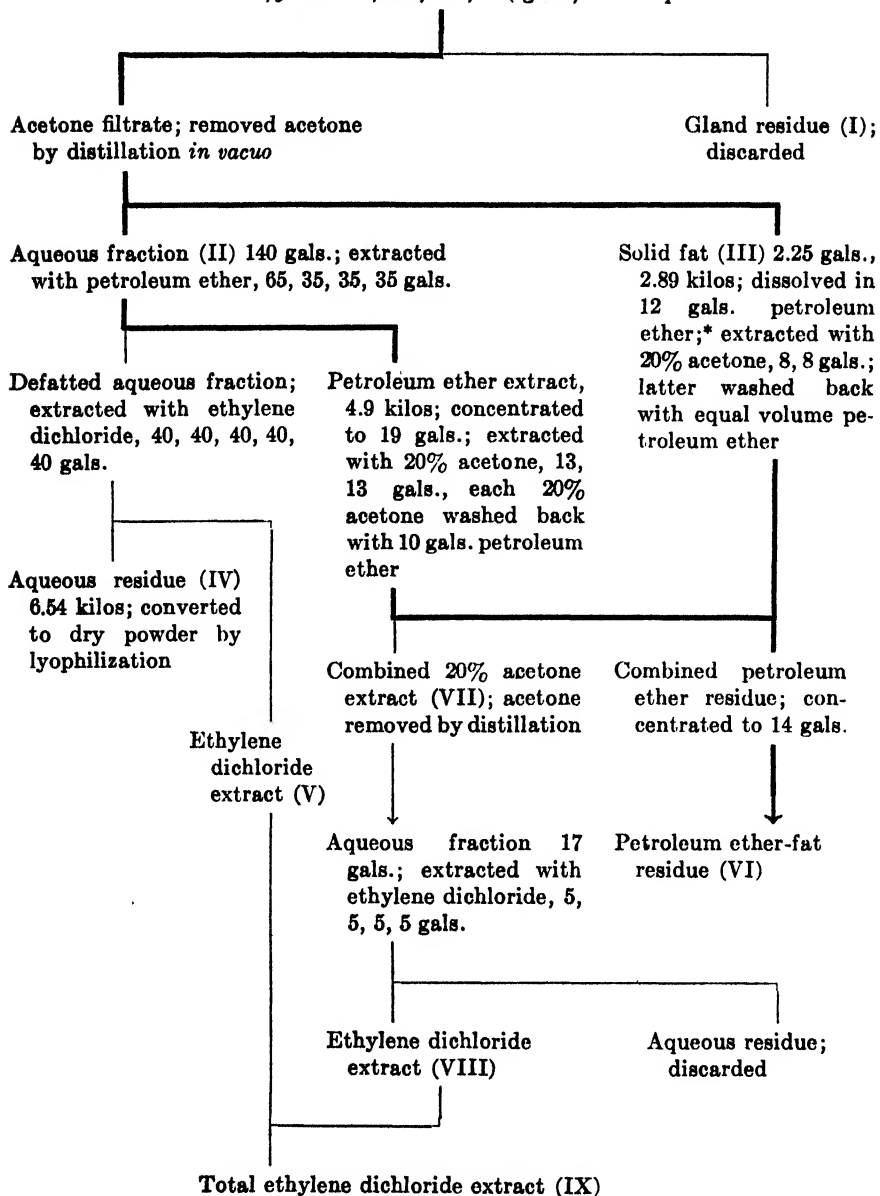 Acetone filtrate; removed acetone
by distillation in vacuo
Gland residue (I);
discarded
Aqueous fraction (II) 140 gals.; extracted
with petroleum ether, 65, 35, 35, 35 gals.
Solid fat (III) 2.25 gals.,
2.89 kilos; dissolved in
12 gals. petroleum
ether;* extracted with
20% acetone, 8, 8 gals.;
latter washed back
with equal volume pe-
troleum ether
Defatted aqueous fraction;
extracted with ethylene
dichloride, 40, 40, 40, 40,
40 gals.
Petroleum ether extract,
4.9 kilos; concentrated
to 19 gals.; extracted
with 20% acetone, 13,
13 gals., each 20%
acetone washed back
with 10 gals. petroleum
ether
Aqueous residue (IV)
6.54 kilos; converted
to dry powder by
lyophilization
Combined 20% acetone
extract (VII); acetone
removed by distillation
Combined petroleum
ether residue; con-
centrated to 14 gals.
Ethylene
dichloride
extract (V)
Aqueous fraction 17
gals.; extracted with
ethylene dichloride, 5,
5, 5, 5 gals.
Petroleum ether-fat
residue (VI)
Ethylene dichloride
extract (VIII)
Aqueous residue;
discarded
Total ethylene dichloride extract (IX)